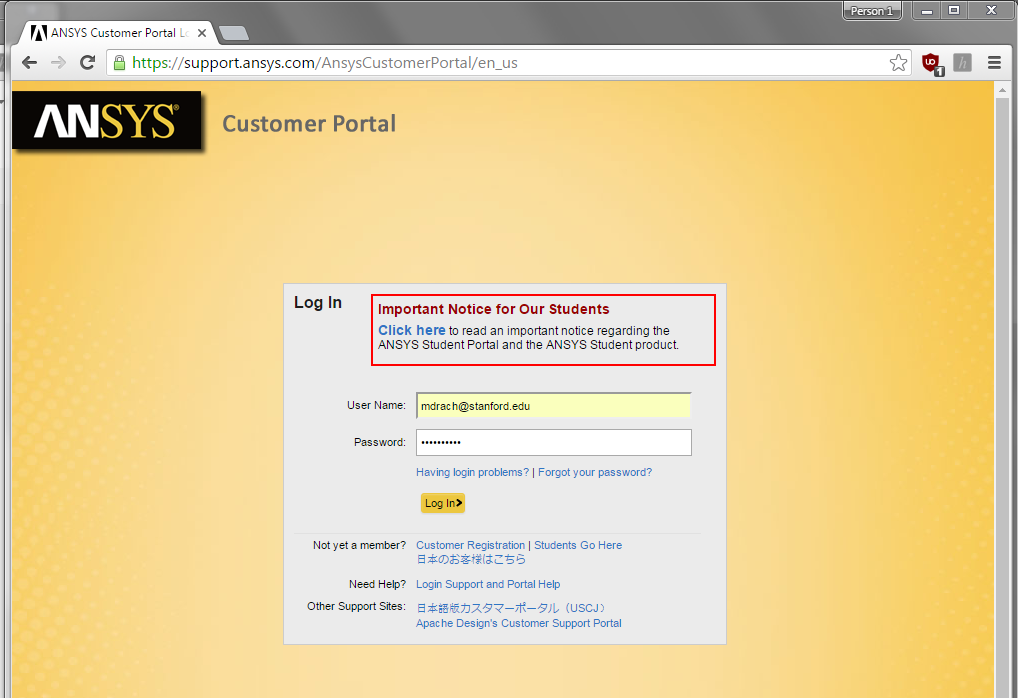 Person 1
ANSYS Customer Portal Lo
https://support.ansys.com/AnsysCustomerPortal/en_us
UO
1
h
ANSYS®
Customer Portal
Log In
Important Notice for Our Students
Click here to read an important notice regarding the
ANSYS Student Portal and the ANSYS Student product.
User Name: mdrach@stanford.edu
Password: ••••••••••
Having login problems? | Forgot your password?
Log In
Not yet a member? Customer Registration | Students Go Here
日本のお客様はこちら
Need Help? Login Support and Portal Help
Other Support Sites: 日本語版カスタマーポータル（USCJ）
Apache Design's Customer Support Portal